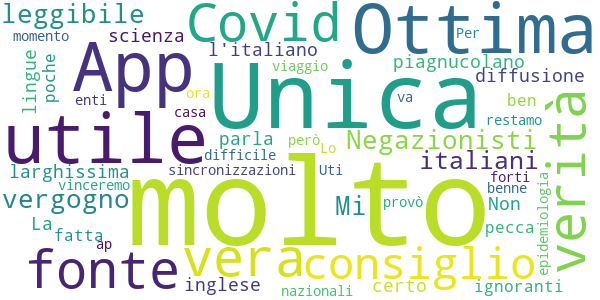 leggibile
Covid
Ottima
momento
scienza
Per
App
l'italiano
piagnucolano
lingue
poche
viaggio
Unica
diffusione
enti
ora
casa
va
ben
restamo
verità
utile
parla
però
Lo
Negazionisti
difficile
italiani
larghissima
sincronizzazioni
Uti
forti
vinceremo
molto
epidemiologia
vergogno
Mi
provò
benne
Non
La
fatta
ap
vera
consiglio
pecca
fonte
inglese
certo
ignoranti
nazionali